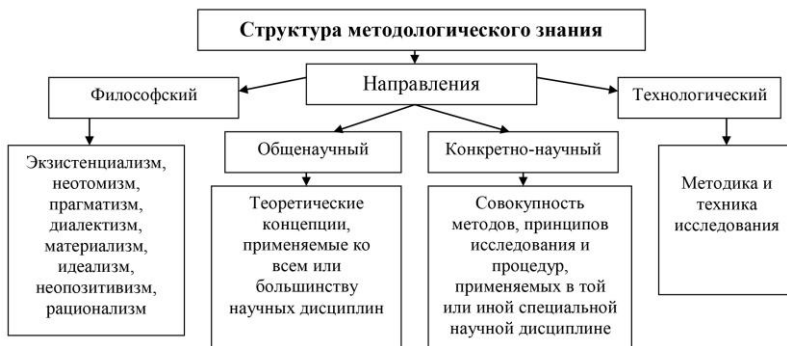 Структура методологического знания
Направления
Философский
Технологический
Общенаучный
Конкретно-научный
Экзистенциализм,
неотомизм,
прагматизм,
диалектизм,
материализм,
идеализм,
неопозитивизм,
рационализм
Теоретические
концепции,
применяемые ко
всем или
большинству
научных дисциплин
Совокупность
методов, принципов
исследования и
процедур,
применяемых в той
или иной специальной
научной дисциплине
Методика и
техника
исследования